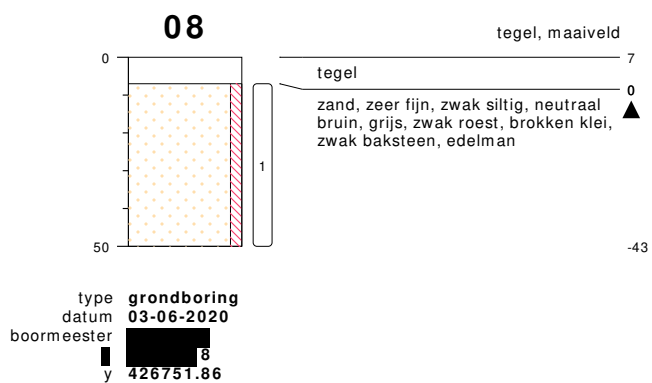 08
tegel, maaiveld
0
7
tegel
0
zand, zeer fijn, zwak siltig, neutraal
bruin, grijs, zwak roest, brokken klei,
zwak baksteen, edelman
1
50
-43
type grondboring
datum 03-06-2020
boormeester
8
y 426751.86